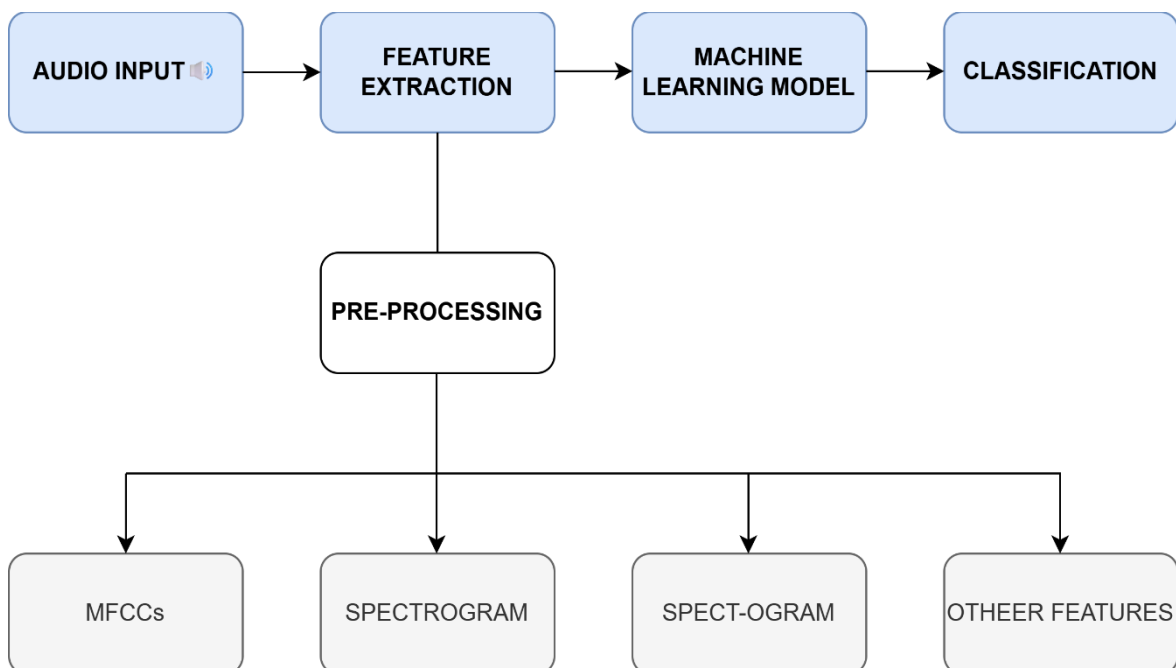 AUDIO INPUT
FEATURE
EXTRACTION
MACHINE
LEARNING MODEL
CLASSIFICATION
PRE-PROCESSING
MFCCs
SPECTROGRAM
SPECT-OGRAM
OTHEER FEATURES